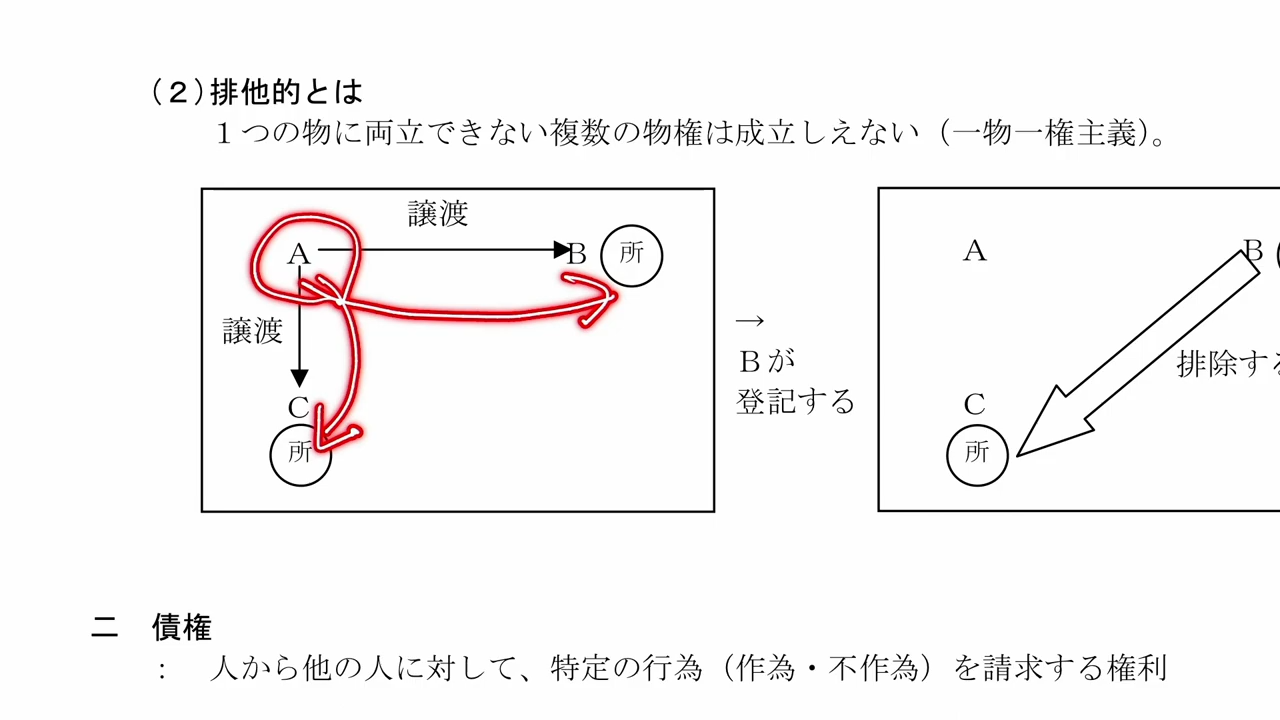 （２）排他的とは
１つの物に両立できない複数の物権は成立しえない（一物一権主義）。
譲渡
A
B
所
譲渡
C
所
→
Ｂが
登記する
A
B
排除する
C
所
二　債権
：　人から他の人に対して、特定の行為（作為・不作為）を請求する権利